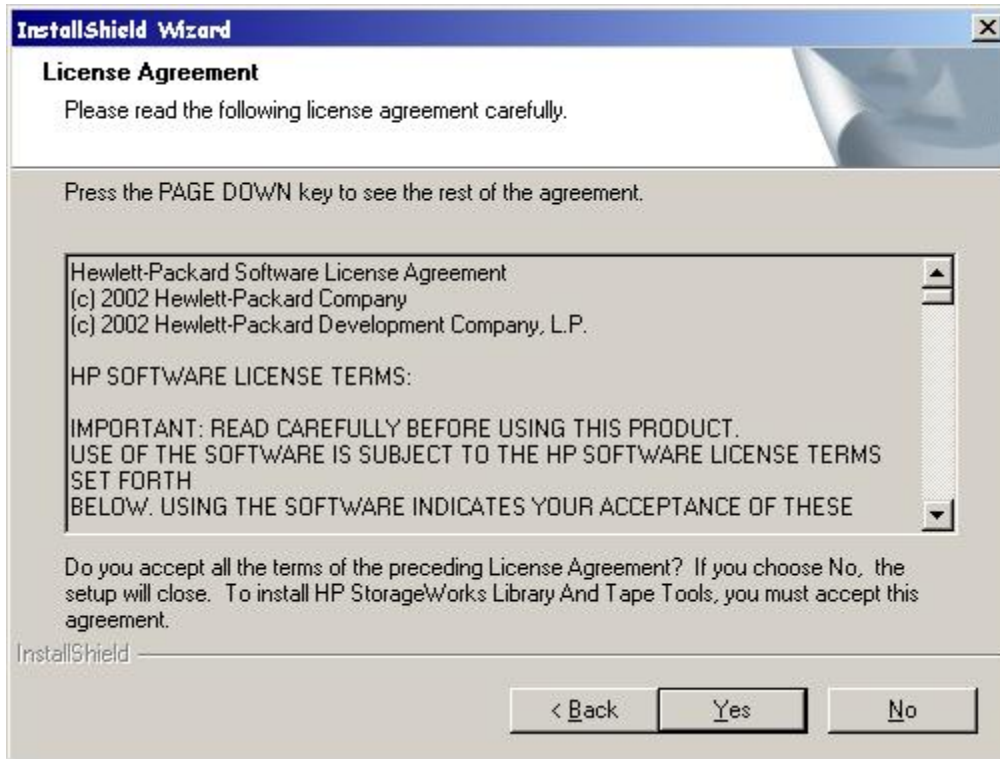 InstallShield Wizard
License Agreement
Please read the following license agreement carefully.
Press the PAGE DOWN key to see the rest of the agreement.
Hewlett-Packard Software License Agreement
(c) 2002 Hewlett-Packard Company
(c) 2002 Hewlett-Packard Development Company, L.P.
HP SOFTWARE LICENSE TERMS:
IMPORTANT: READ CAREFULLY BEFORE USING THIS PRODUCT.
USE OF THE SOFTWARE IS SUBJECT TO THE HP SOFTWARE LICENSE TERMS
SET FORTH
BELOW. USING THE SOFTWARE INDICATES YOUR ACCEPTANCE OF THESE
Do you accept all the terms of the preceding License Agreement? If you choose No, the
setup will close. To install HP StorageWorks Library And Tape Tools, you must accept this
agreement.
InstallShield
< Back
Yes
No